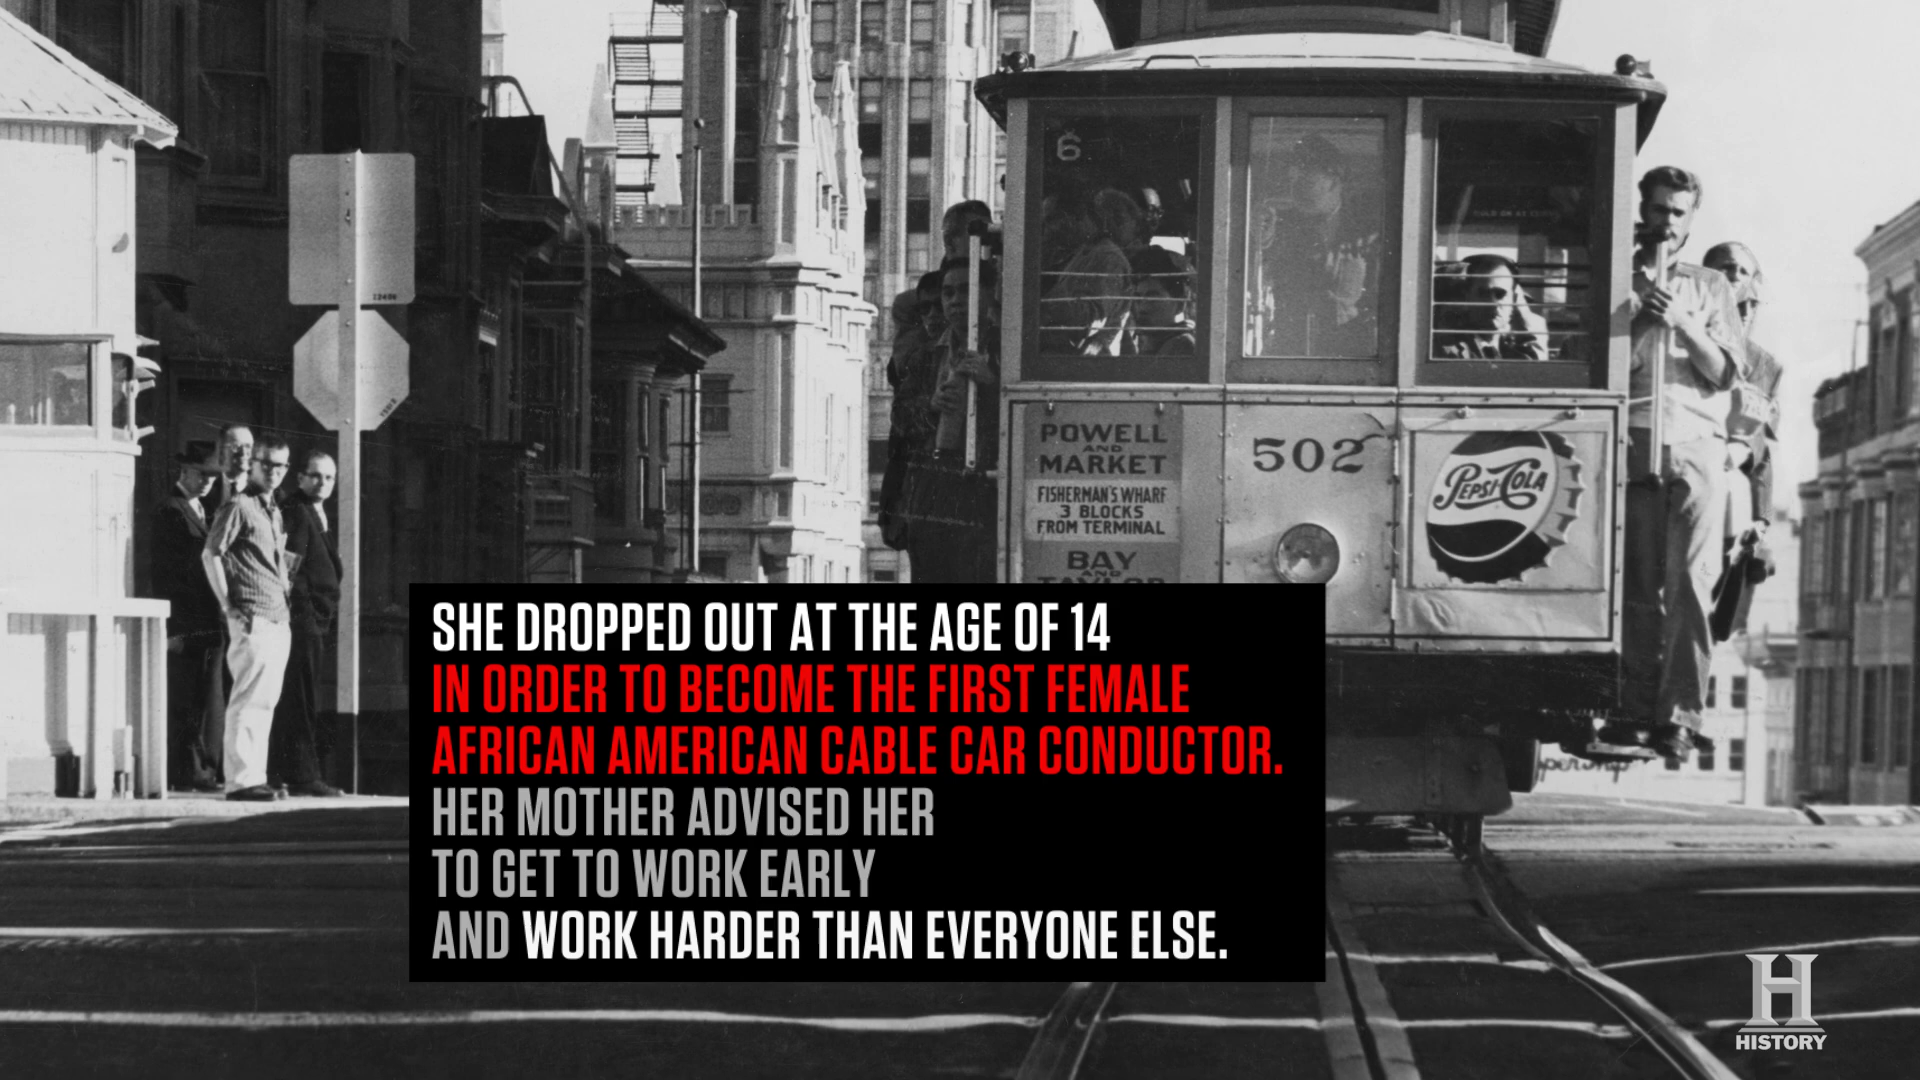 6
POWELL
AND
MARKET
FISHERMAN'S WHARF
3 BLOCKS
FROM TERMINAL
BAY
AND
TAYLOR
502
PEPSI-COLA
SHE DROPPED OUT AT THE AGE OF 14
IN ORDER TO BECOME THE FIRST FEMALE
AFRICAN AMERICAN CABLE CAR CONDUCTOR.
HER MOTHER ADVISED HER
TO GET TO WORK EARLY
AND WORK HARDER THAN EVERYONE ELSE.
H
HISTORY